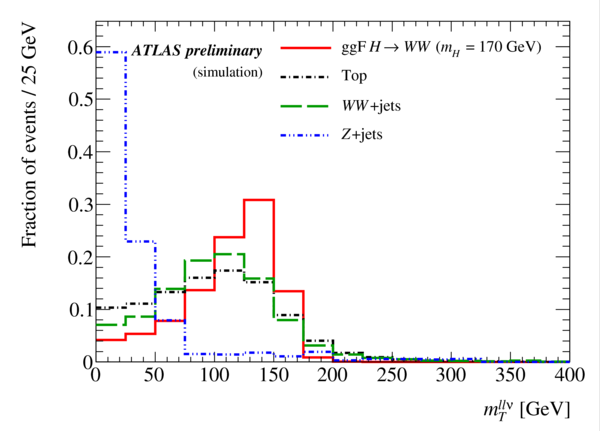 Fraction of events / 25 GeV
0.6
0.5
0.4
0.3
0.2
0.1
0
ATLAS preliminary
(simulation)
ggF H → WW (m_H = 170 GeV)
Top
WW+jets
Z+jets
0 50 100 150 200 250 300 350 400
m_T^{llν} [GeV]